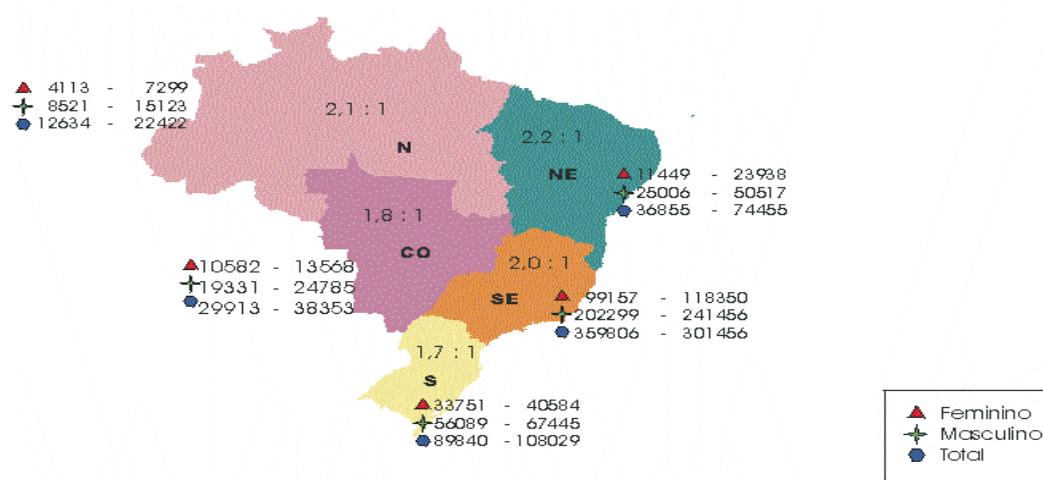 4113 - 7299
8521 - 15123
12634 - 22422
2,1 : 1
N
2,2 : 1
NE
11449 - 23938
25006 - 50517
36855 - 74455
1,8 : 1
CO
10582 - 13568
19331 - 24785
29913 - 38353
2,0 : 1
SE
99157 - 118350
202299 - 241456
359806 - 301456
1,7 : 1
S
33751 - 40584
56089 - 67445
89840 - 108029
Feminino
Masculino
Total